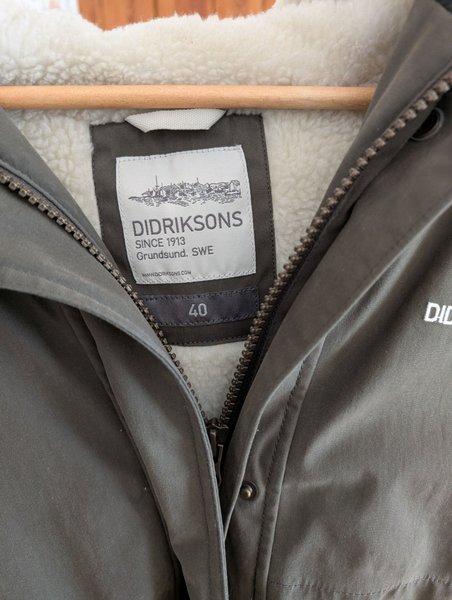 DIDRIKSONS
SINCE 1913
Grundsund. SWE
WWW.DIDRIKSONS.COM
40
DID